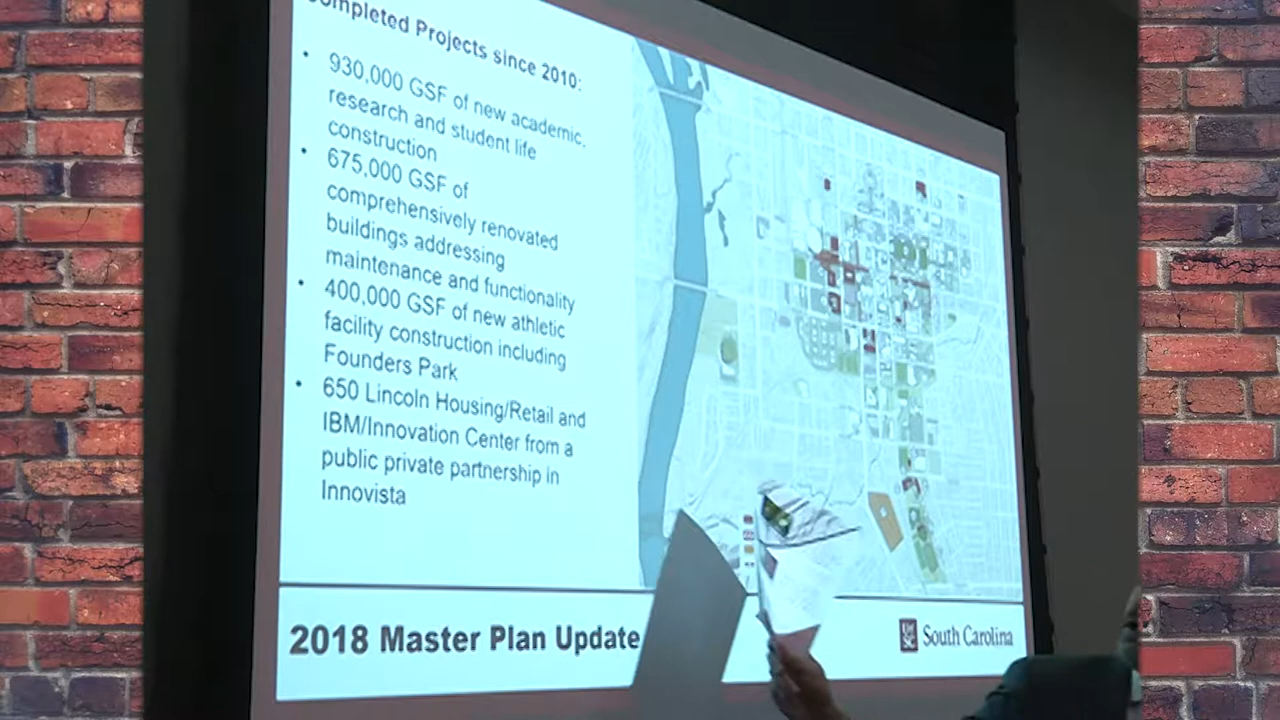 Completed Projects since 2010:
• 930,000 GSF of new academic,
research and student life
construction
• 675,000 GSF of
comprehensively renovated
buildings addressing
maintenance and functionality
• 400,000 GSF of new athletic
facility construction including
Founders Park
• 650 Lincoln Housing/Retail and
IBM/Innovation Center from a
public private partnership in
Innovista
2018 Master Plan Update
South Carolina